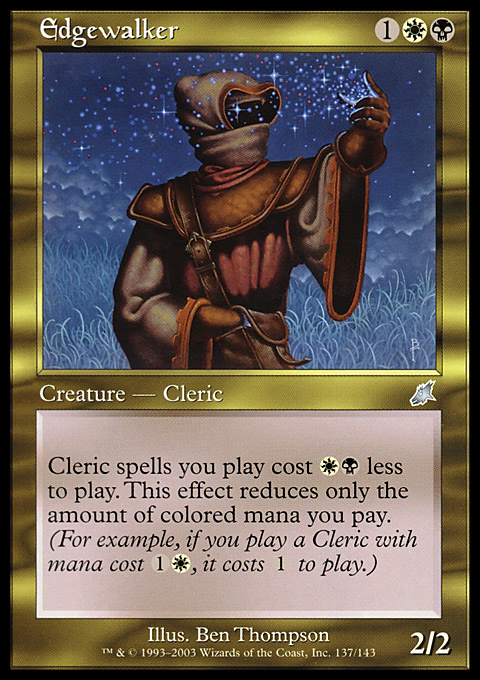 Edgewalker 1
Creature — Cleric
Cleric spells you play cost less
to play. This effect reduces only the
amount of colored mana you pay.
(For example, if you play a Cleric with
mana cost 1 , it costs 1 to play.)
Illus. Ben Thompson
2/2
™ & © 1993–2003 Wizards of the Coast, Inc. 137/143